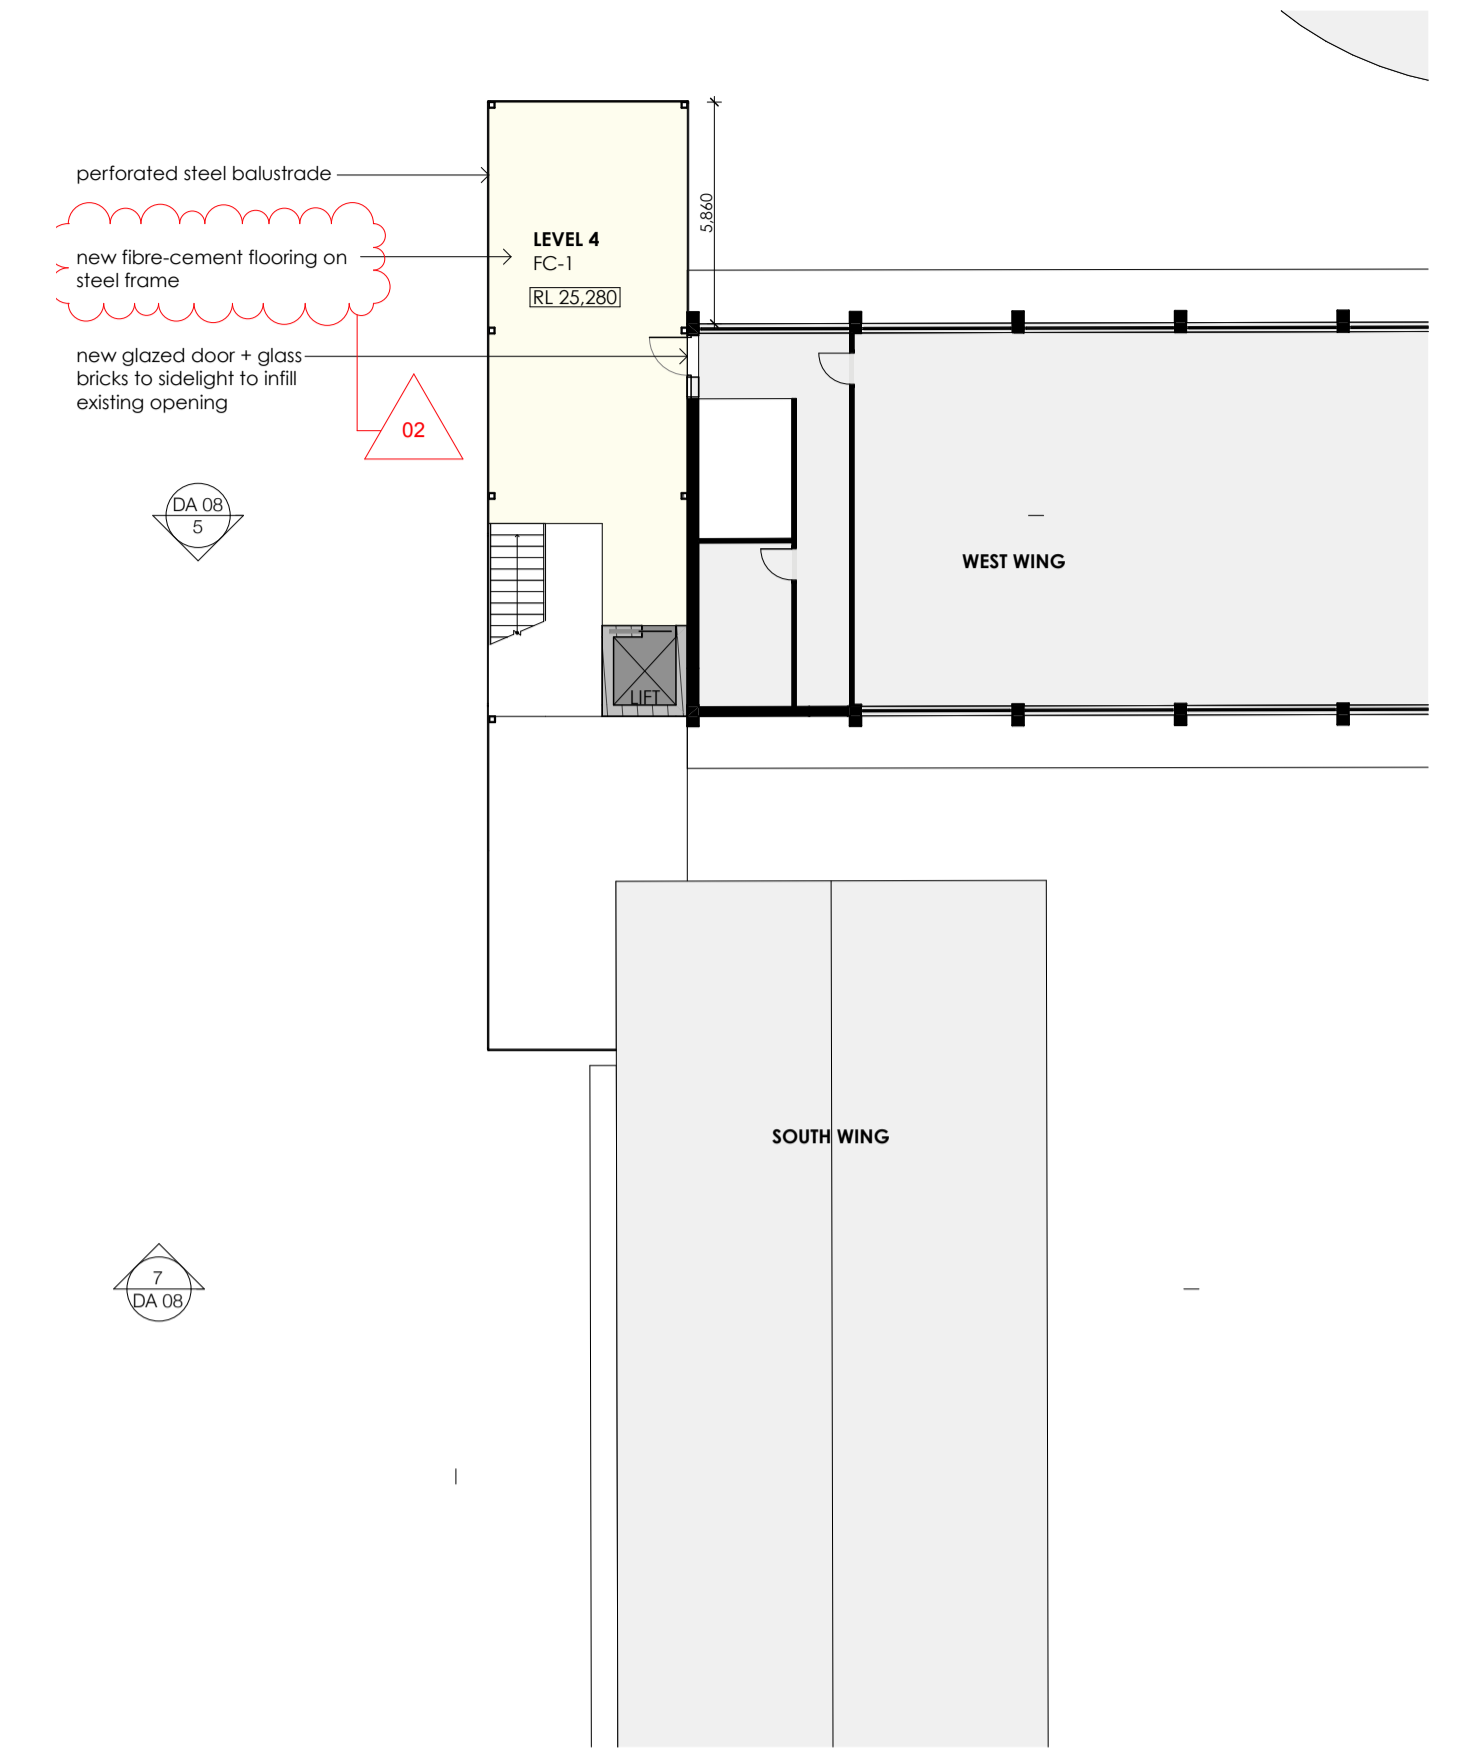 perforated steel balustrade
new fibre-cement flooring on
steel frame
new glazed door + glass
bricks to sidelight to infill
existing opening
02
LEVEL 4
FC-1
RL 25,280
5,860
DA 08
5
WEST WING
LIFT
SOUTH WING
7
DA 08